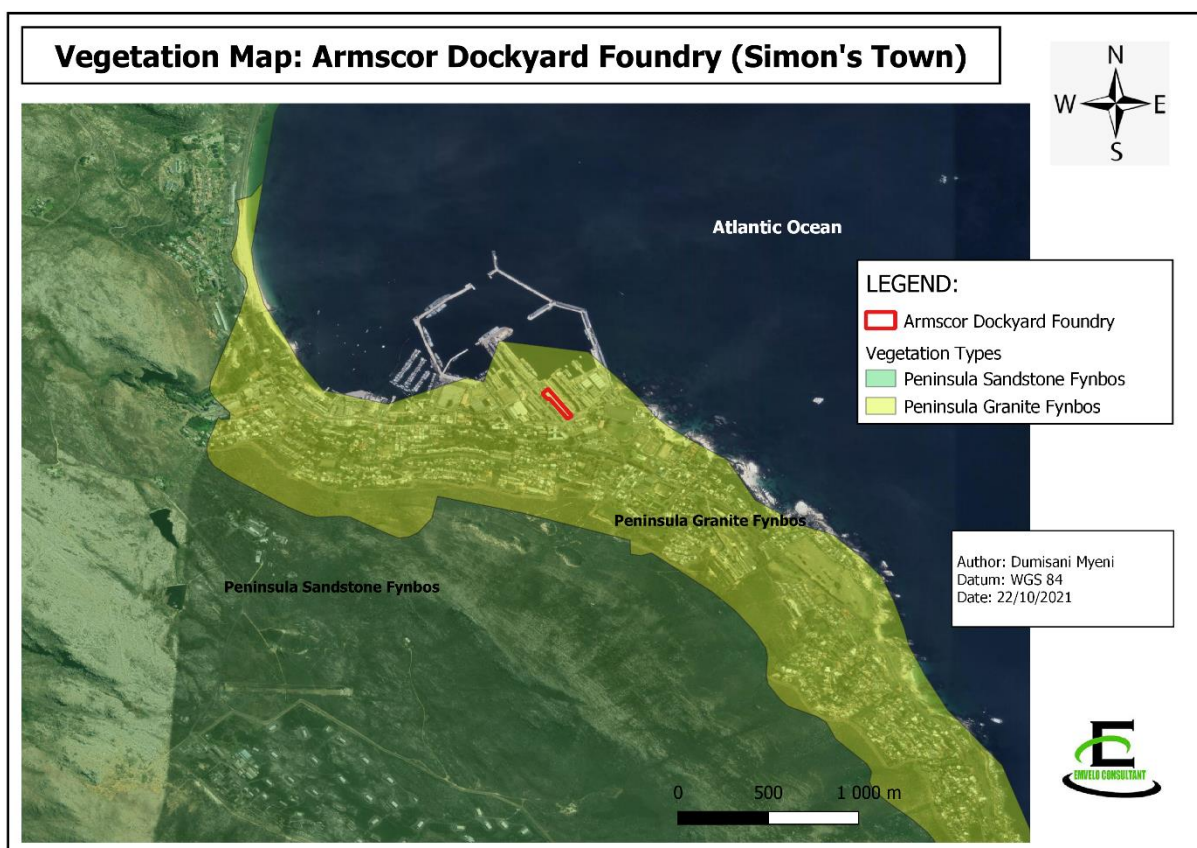 Vegetation Map: Armscor Dockyard Foundry (Simon's Town)
N
W E
S
Atlantic Ocean
LEGEND:
Armscor Dockyard Foundry
Vegetation Types
Peninsula Sandstone Fynbos
Peninsula Granite Fynbos
Peninsula Granite Fynbos
Peninsula Sandstone Fynbos
Author: Dumisani Myeni
Datum: WGS 84
Date: 22/10/2021
0 500 1 000 m
E
EMVELO CONSULTANT